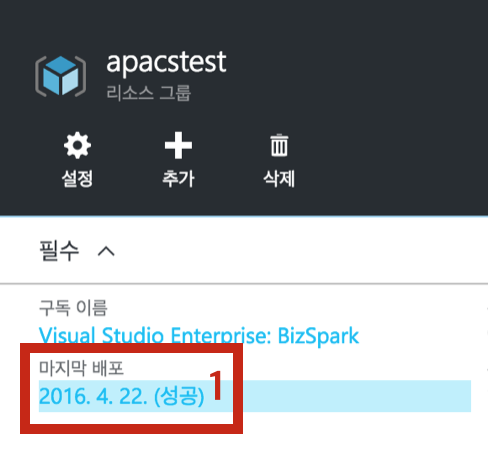 apacstest
리소스 그룹
설정 추가 삭제
필수
구독 이름
Visual Studio Enterprise: BizSpark
마지막 배포
2016. 4. 22. (성공) 1